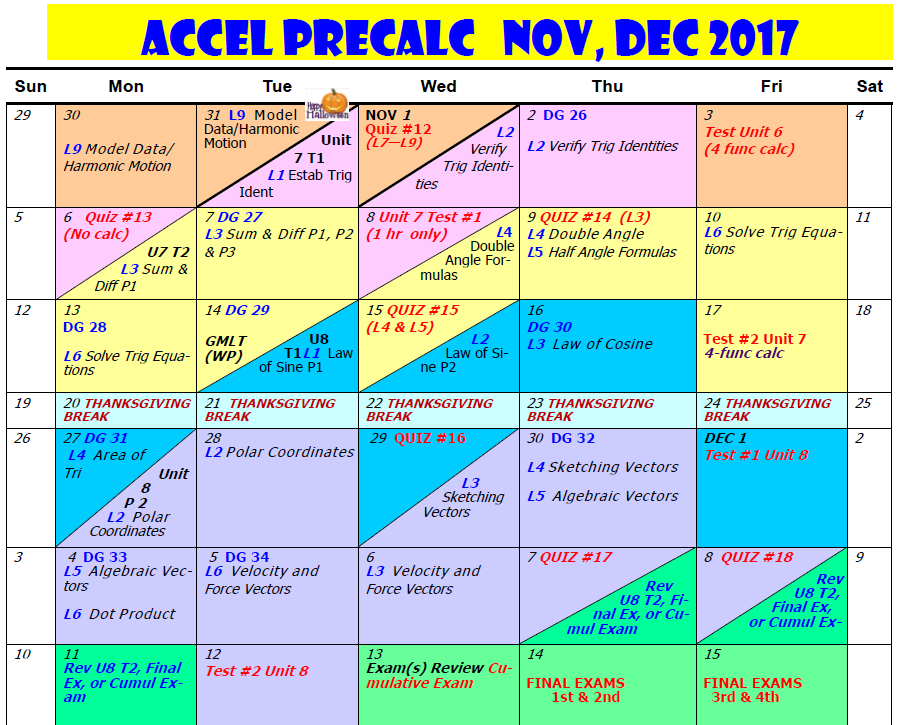 ACCEL PRECALC NOV, DEC 2017
Sun Mon Tue Wed Thu Fri Sat
29
30
L9 Model Data/
Harmonic Motion
31 L9 Model
Data/Harmonic
Motion
Happy
Halloween
Unit
7 T1
L1 Estab Trig
Ident
NOV 1
Quiz #12
(L7—L9)
L2
Verify
Trig Identi-
ties
2 DG 26
L2 Verify Trig Identities
3
Test Unit 6
(4 func calc)
4
5
6 Quiz #13
(No calc)
U7 T2
L3 Sum &
Diff P1
7 DG 27
L3 Sum & Diff P1, P2
& P3
8 Unit 7 Test #1
(1 hr only)
L4
Double
Angle For-
mulas
9 QUIZ #14 (L3)
L4 Double Angle
L5 Half Angle Formulas
10
L6 Solve Trig Equa-
tions
11
12
13
DG 28
L6 Solve Trig Equa-
tions
14 DG 29
GMLT
(WP)
U8
T1L1 Law
of Sine P1
15 QUIZ #15
(L4 & L5)
L2
Law of Si-
ne P2
16
DG 30
L3 Law of Cosine
17
Test #2 Unit 7
4-func calc
18
19
20 THANKSGIVING
BREAK
21 THANKSGIVING
BREAK
22 THANKSGIVING
BREAK
23 THANKSGIVING
BREAK
24 THANKSGIVING
BREAK
25
26
27 DG 31
L4 Area of
Tri
Unit
8
P 2
L2 Polar
Coordinates
28
L2 Polar Coordinates
29 QUIZ #16
L3
Sketching
Vectors
30 DG 32
L4 Sketching Vectors
L5 Algebraic Vectors
DEC 1
Test #1 Unit 8
2
3
4 DG 33
L5 Algebraic Vec-
tors
L6 Dot Product
5 DG 34
L6 Velocity and
Force Vectors
6
L3 Velocity and
Force Vectors
7 QUIZ #17
Rev
U8 T2, Fi-
nal Ex, or Cu-
mul Exam
8 QUIZ #18
Rev
U8 T2,
Final Ex,
or Cumul Ex-
9
10
11
Rev U8 T2, Final
Ex, or Cumul Ex-
am
12
Test #2 Unit 8
13
Exam(s) Review Cu-
mulative Exam
14
FINAL EXAMS
1st & 2nd
15
FINAL EXAMS
3rd & 4th